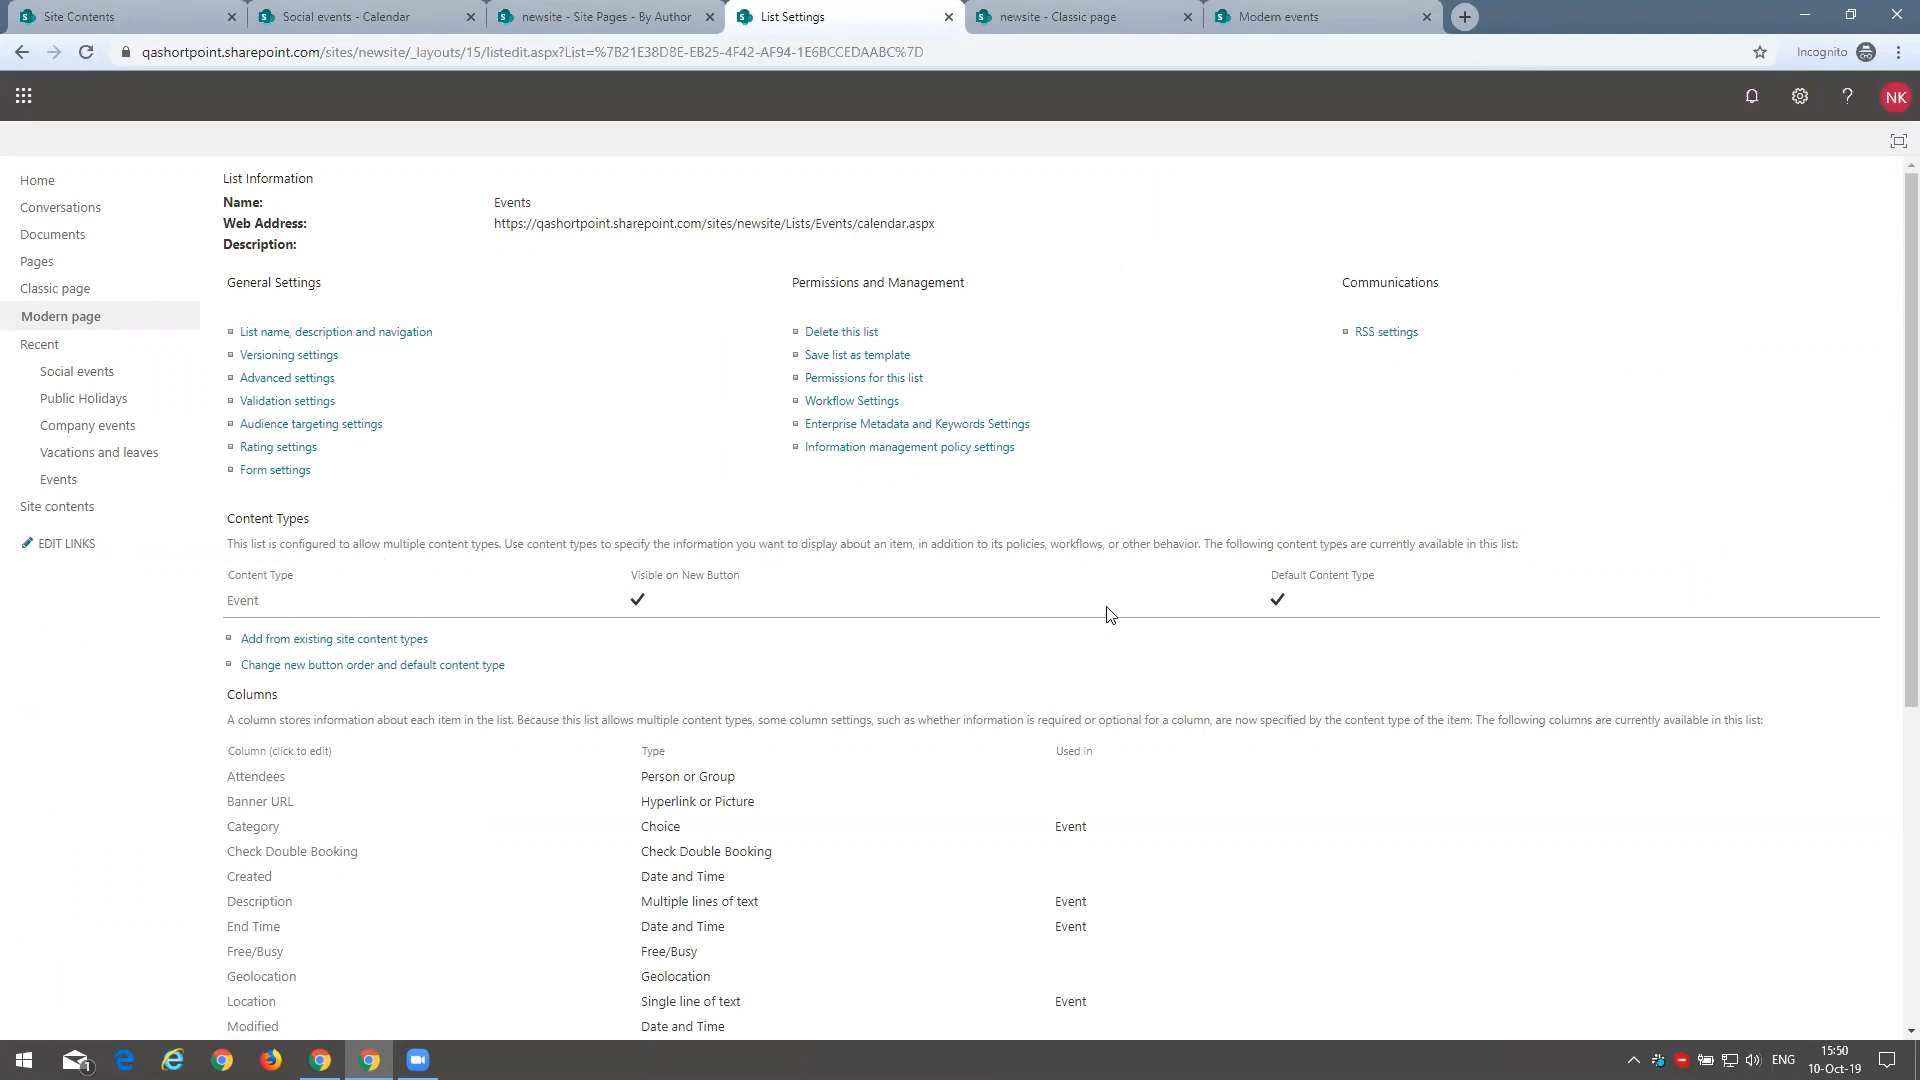 Site Contents
Social events - Calendar
newsite - Site Pages - By Author
List Settings
newsite - Classic page
Modern events
qashortpoint.sharepoint.com/sites/newsite/_layouts/15/listedit.aspx?List=%7B21E38D8E-EB25-4F42-AF94-1E6BCCEDAABC%7D
Incognito
NK
Home
Conversations
Documents
Pages
Classic page
Modern page
Recent
Social events
Public Holidays
Company events
Vacations and leaves
Events
Site contents
EDIT LINKS
List Information
Name: Events
Web Address: https://qashortpoint.sharepoint.com/sites/newsite/Lists/Events/calendar.aspx
Description:
General Settings
List name, description and navigation
Versioning settings
Advanced settings
Validation settings
Audience targeting settings
Rating settings
Form settings
Permissions and Management
Delete this list
Save list as template
Permissions for this list
Workflow Settings
Enterprise Metadata and Keywords Settings
Information management policy settings
Communications
RSS settings
Content Types
This list is configured to allow multiple content types. Use content types to specify the information you want to display about an item, in addition to its policies, workflows, or other behavior. The following content types are currently available in this list:
Content Type Visible on New Button Default Content Type
Event
Add from existing site content types
Change new button order and default content type
Columns
A column stores information about each item in the list. Because this list allows multiple content types, some column settings, such as whether information is required or optional for a column, are now specified by the content type of the item. The following columns are currently available in this list:
Column (click to edit) Type Used in
Attendees Person or Group
Banner URL Hyperlink or Picture
Category Choice Event
Check Double Booking Check Double Booking
Created Date and Time
Description Multiple lines of text Event
End Time Date and Time Event
Free/Busy Free/Busy
Geolocation Geolocation
Location Single line of text Event
Modified Date and Time
1
ENG
15:50
10-Oct-19